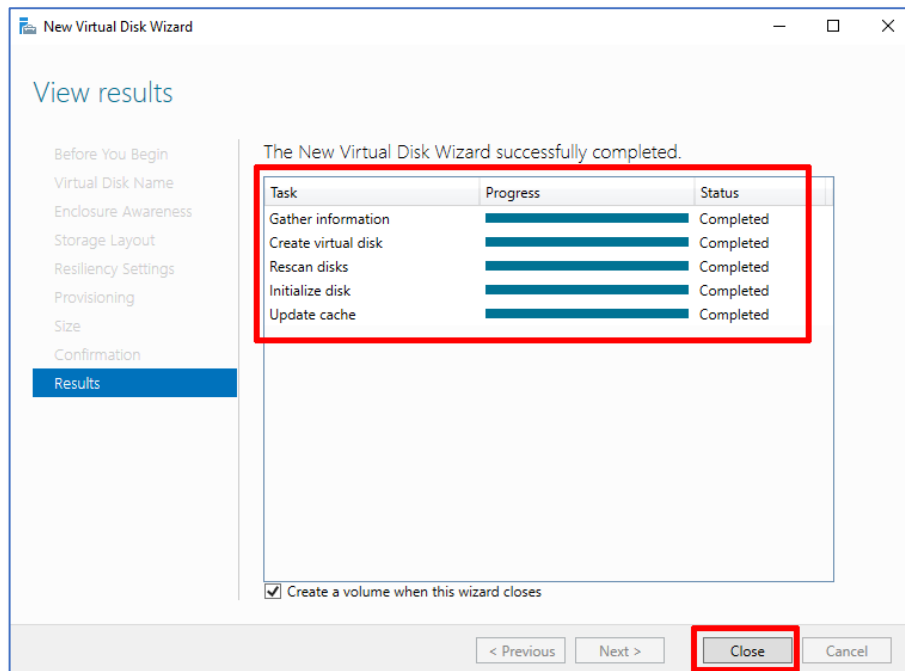 New Virtual Disk Wizard
View results
Before You Begin
Virtual Disk Name
Enclosure Awareness
Storage Layout
Resiliency Settings
Provisioning
Size
Confirmation
Results
The New Virtual Disk Wizard successfully completed.
Task Progress Status
Gather information Completed
Create virtual disk Completed
Rescan disks Completed
Initialize disk Completed
Update cache Completed
Create a volume when this wizard closes
< Previous Next > Close Cancel